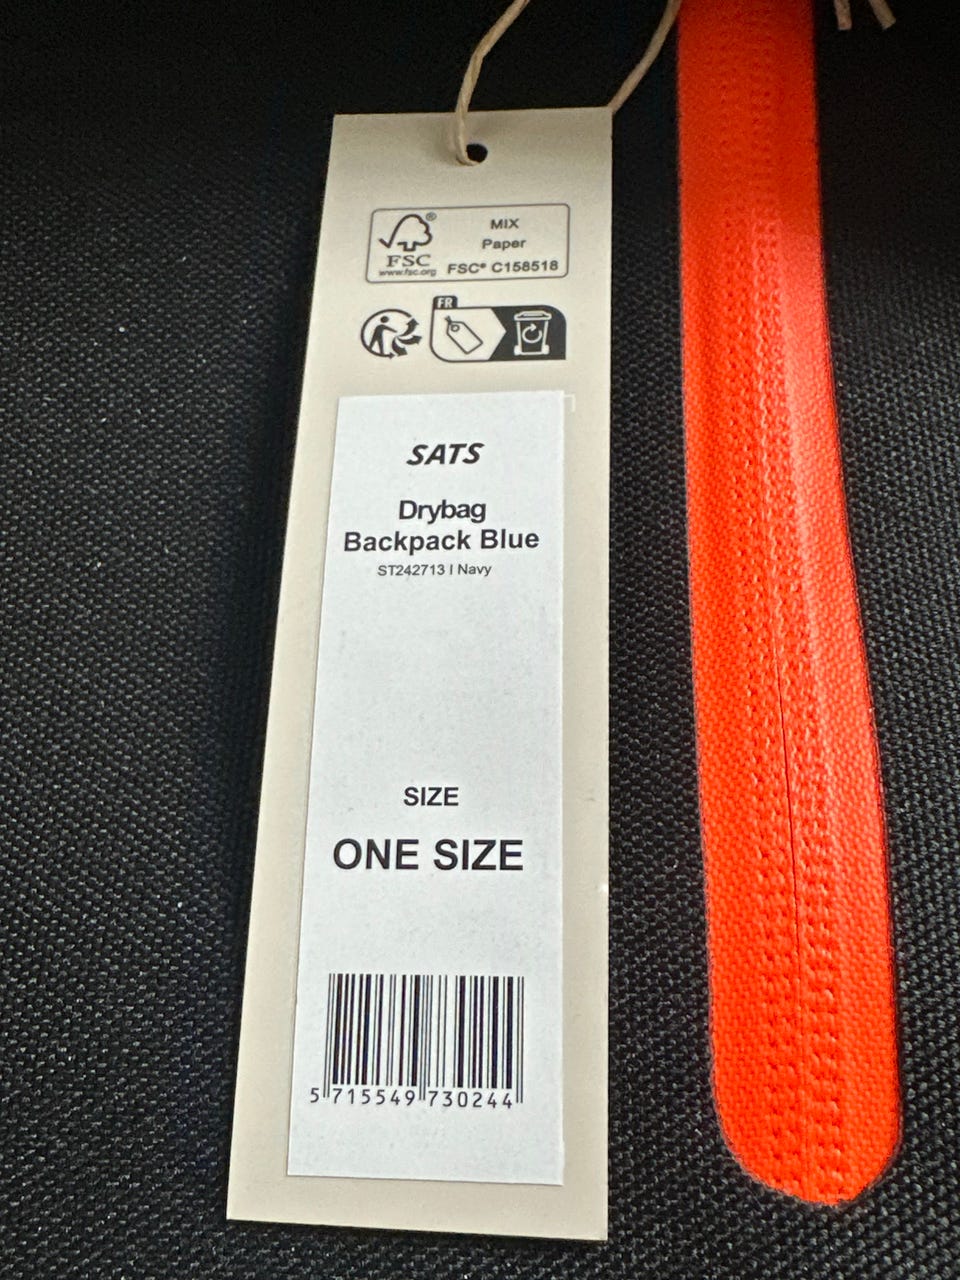 MIX
Paper
FSC® C158518
FSC
®
www.fsc.org
FR
SATS
Drybag
Backpack Blue
ST242713 I Navy
SIZE
ONE SIZE
5 715549 730244